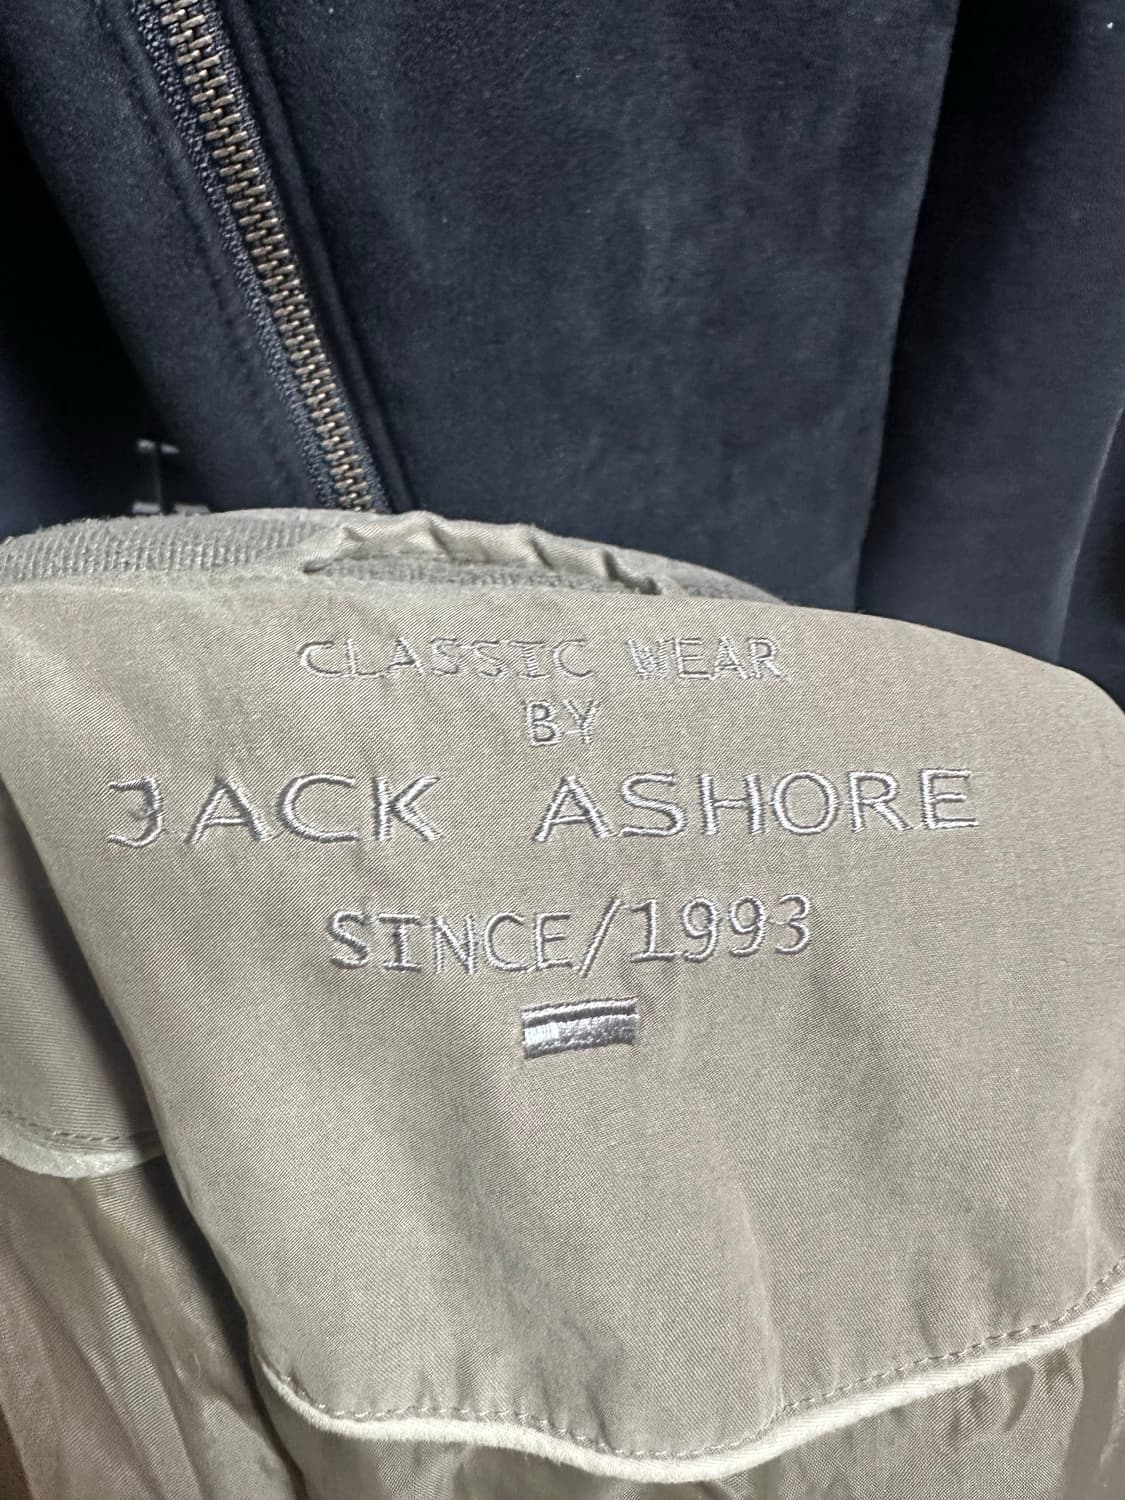 CLASSIC WEAR
BY
JACK ASHORE
SINCE/1993